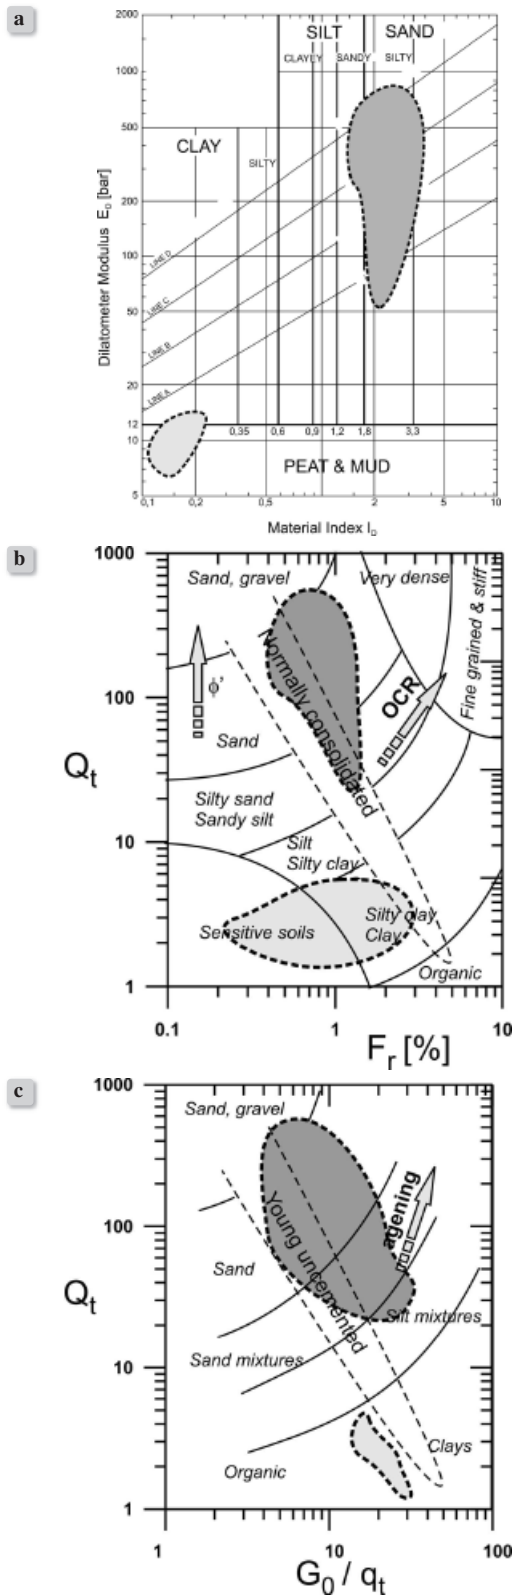 a
2000
1000
500
200
100
50
20
12
10
5
Dilatometer Modulus E_D [bar]
SILT
SAND
CLAYEY
SANDY
SILTY
CLAY
SILTY
LINE D
LINE C
LINE B
LINE A
0,35
0,6
0,9
1,2
1,8
3,3
PEAT & MUD
0,1
0,2
0,5
1
2
5
10
Material Index I_D
b
1000
100
10
1
Q_t
Sand, gravel
Very dense
Fine grained & stiff
Normally consolidated
ϕ'
OCR
Sand
Silty sand
Sandy silt
Silt
Silty clay
Sensitive soils
Silty clay
Clay
Organic
0.1
1
10
F_r [%]
c
1000
100
10
1
Q_t
Sand, gravel
agening
Young uncemented
Sand
Silt mixtures
Sand mixtures
Clays
Organic
1
10
100
G_0 / q_t